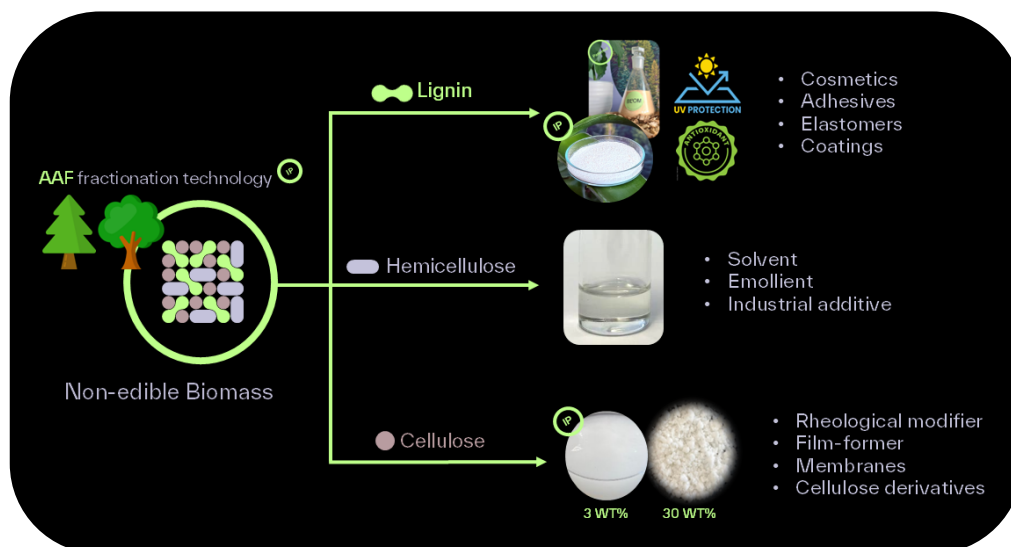 Lignin
IP
UV PROTECTION
ANTIOXIDANT
• Cosmetics
• Adhesives
• Elastomers
• Coatings
AAF fractionation technology
IP
Non-edible Biomass
Hemicellulose
• Solvent
• Emollient
• Industrial additive
Cellulose
IP
3 WT%
30 WT%
• Rheological modifier
• Film-former
• Membranes
• Cellulose derivatives